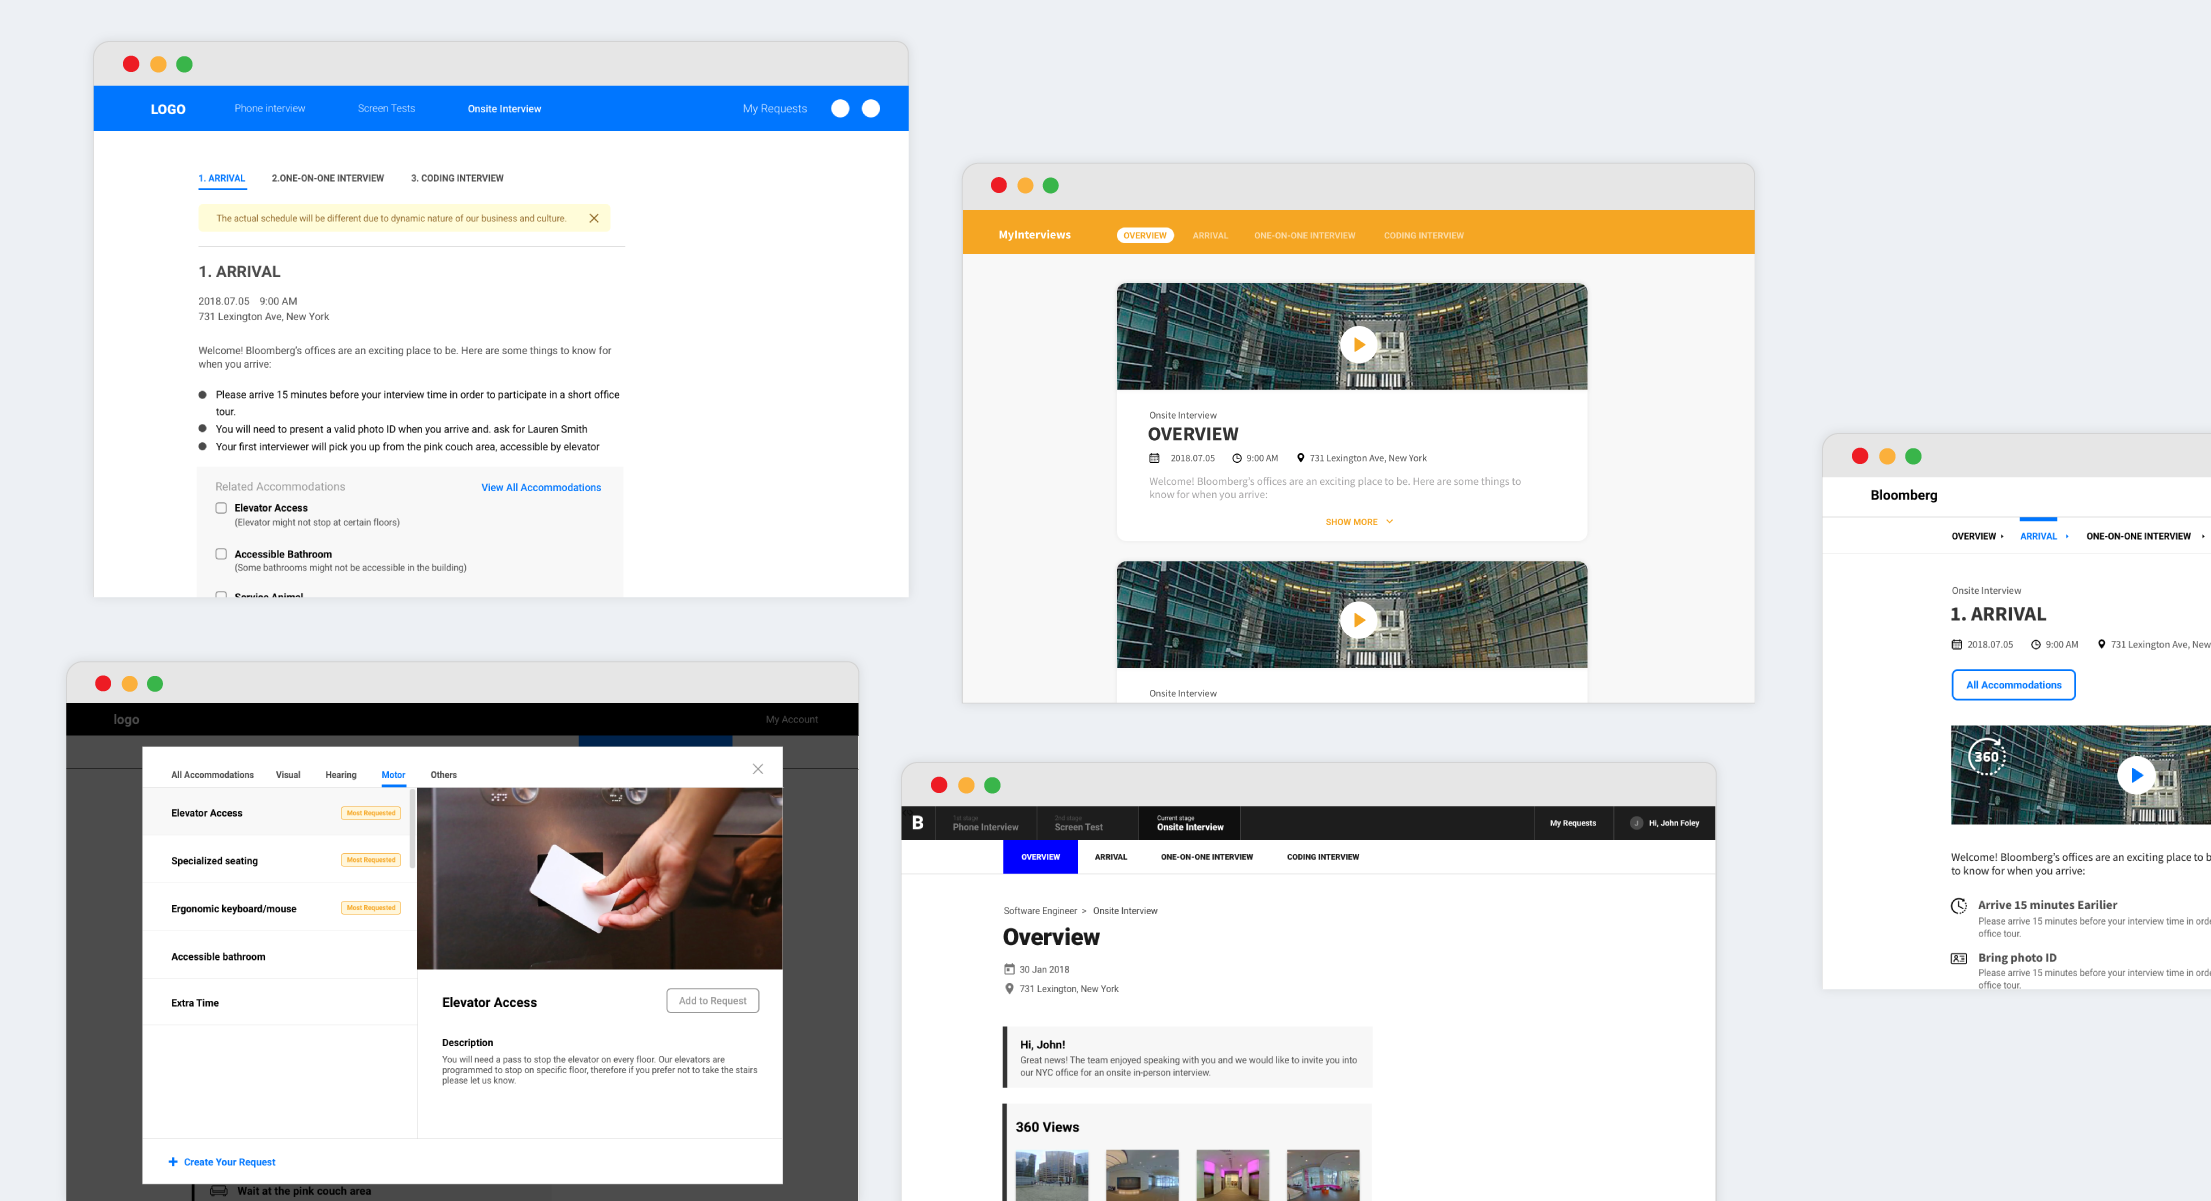 LOGO Phone interview Screen Tests Onsite Interview My Requests
1. ARRIVAL 2.ONE-ON-ONE INTERVIEW 3. CODING INTERVIEW
The actual schedule will be different due to dynamic nature of our business and culture.
1. ARRIVAL
2018.07.05 9:00 AM
731 Lexington Ave, New York
Welcome! Bloomberg's offices are an exciting place to be. Here are some things to know for
when you arrive:
Please arrive 15 minutes before your interview time in order to participate in a short office
tour.
You will need to present a valid photo ID when you arrive and. ask for Lauren Smith
Your first interviewer will pick you up from the pink couch area, accessible by elevator
Related Accommodations View All Accommodations
Elevator Access
(Elevator might not stop at certain floors)
Accessible Bathroom
(Some bathrooms might not be accessible in the building)
Service Animal
MyInterviews OVERVIEW ARRIVAL ONE-ON-ONE INTERVIEW CODING INTERVIEW
Onsite Interview
OVERVIEW
2018.07.05 9:00 AM 731 Lexington Ave, New York
Welcome! Bloomberg's offices are an exciting place to be. Here are some things to
know for when you arrive:
SHOW MORE
Onsite Interview
Bloomberg
OVERVIEW ARRIVAL ONE-ON-ONE INTERVIEW
Onsite Interview
1. ARRIVAL
2018.07.05 9:00 AM 731 Lexington Ave, New
All Accommodations
360
Welcome! Bloomberg's offices are an exciting place to b
to know for when you arrive:
Arrive 15 minutes Earilier
Please arrive 15 minutes before your interview time in orde
office tour.
Bring photo ID
Please arrive 15 minutes before your interview time in orde
office tour.
logo My Account
All Accommodations Visual Hearing Motor Others
Elevator Access Most Requested
Specialized seating Most Requested
Ergonomic keyboard/mouse Most Requested
Accessible bathroom
Extra Time
Elevator Access Add to Request
Description
You will need a pass to stop the elevator on every floor. Our elevators are
programmed to stop on specific floor, therefore if you prefer not to take the stairs
please let us know.
+ Create Your Request
Wait at the pink couch area
B 1st stage 2nd stage Current stage
Phone Interview Screen Test Onsite Interview My Requests J Hi, John Foley
OVERVIEW ARRIVAL ONE-ON-ONE INTERVIEW CODING INTERVIEW
Software Engineer > Onsite Interview
Overview
30 Jan 2018
731 Lexington, New York
Hi, John!
Great news! The team enjoyed speaking with you and we would like to invite you into
our NYC office for an onsite in-person interview.
360 Views